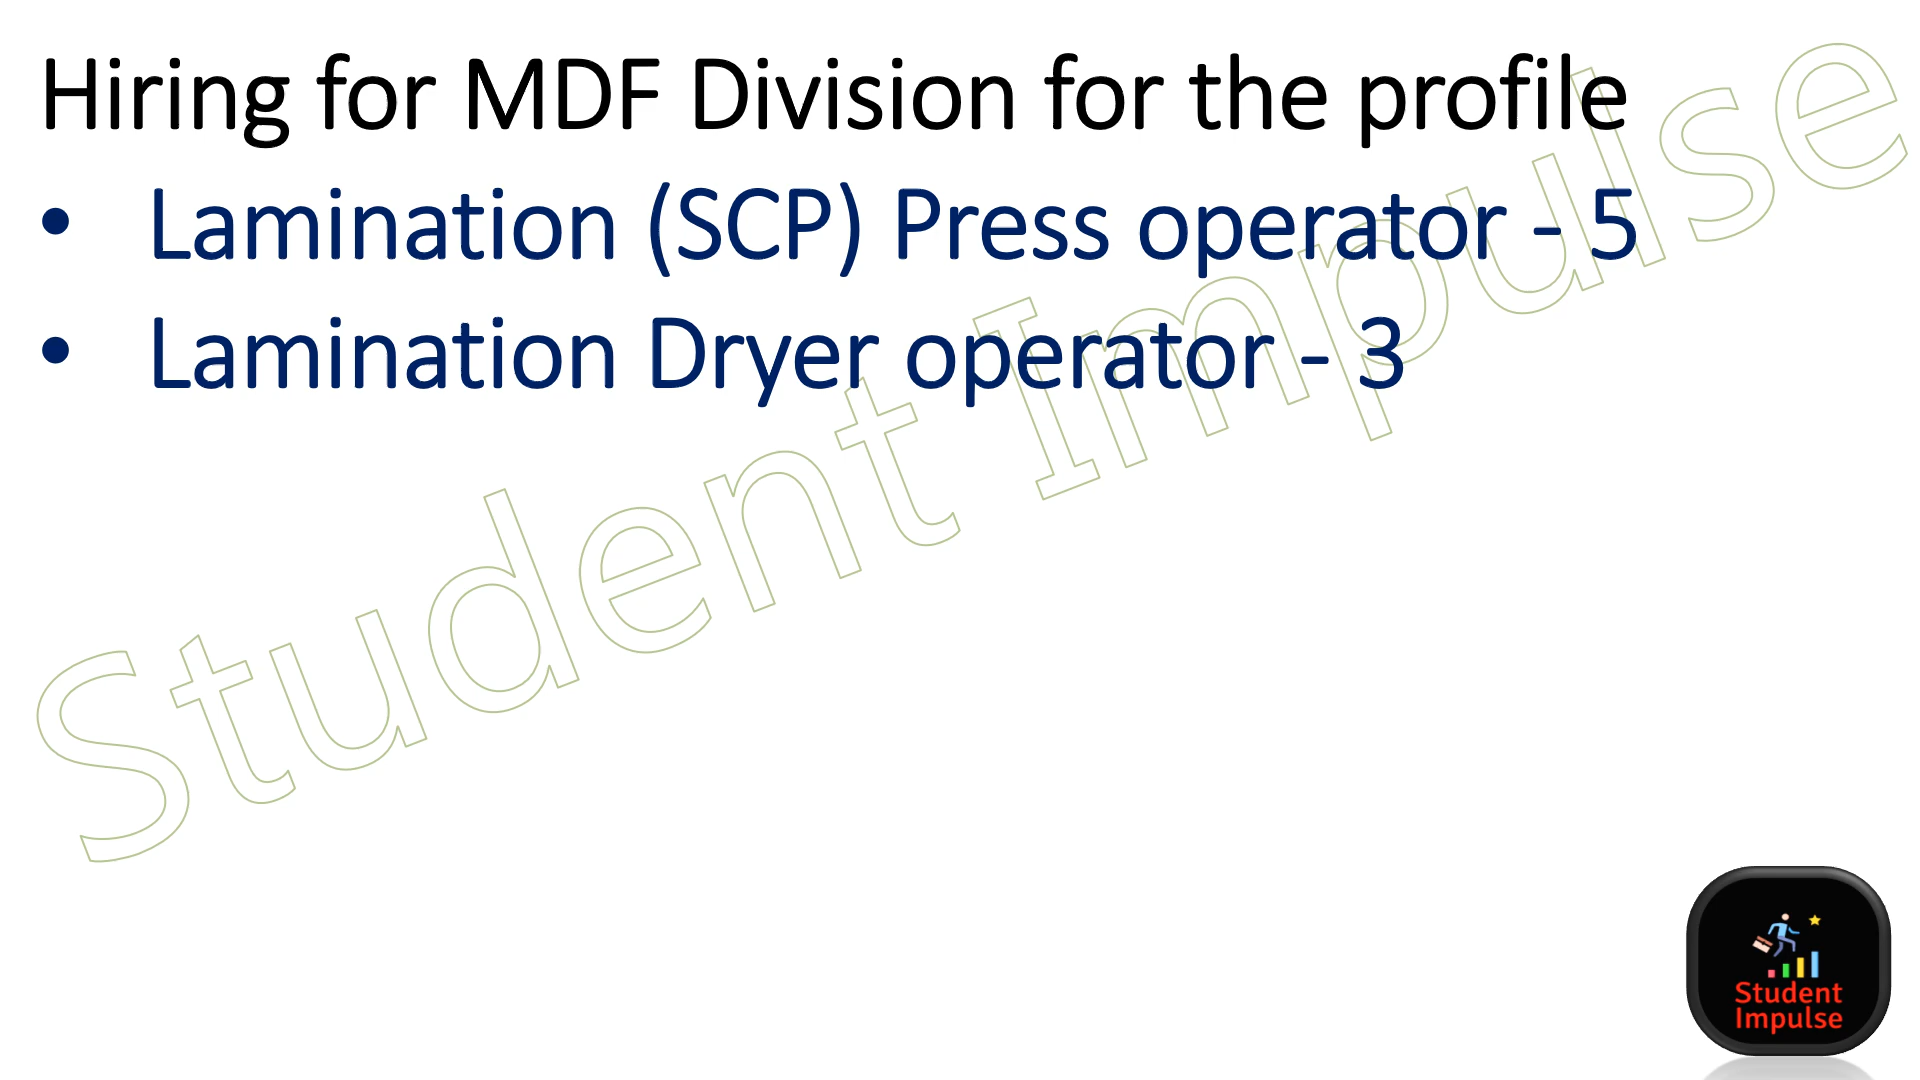 Hiring for MDF Division for the profile
• Lamination (SCP) Press operator - 5
• Lamination Dryer operator - 3
Student Impulse
Student
Impulse